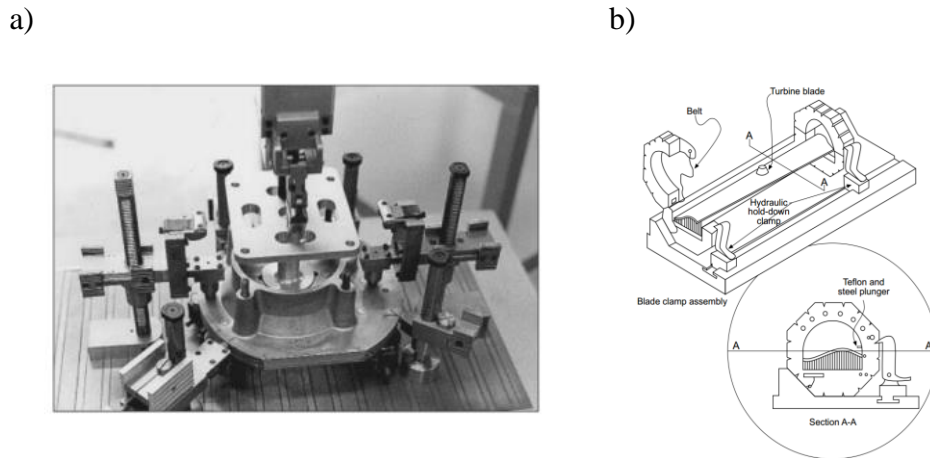 a)
b)
Turbine blade
Belt
A
A
Hydraulic
hold-down
clamp
Blade clamp assembly
Teflon and
steel plunger
A
A
Section A-A